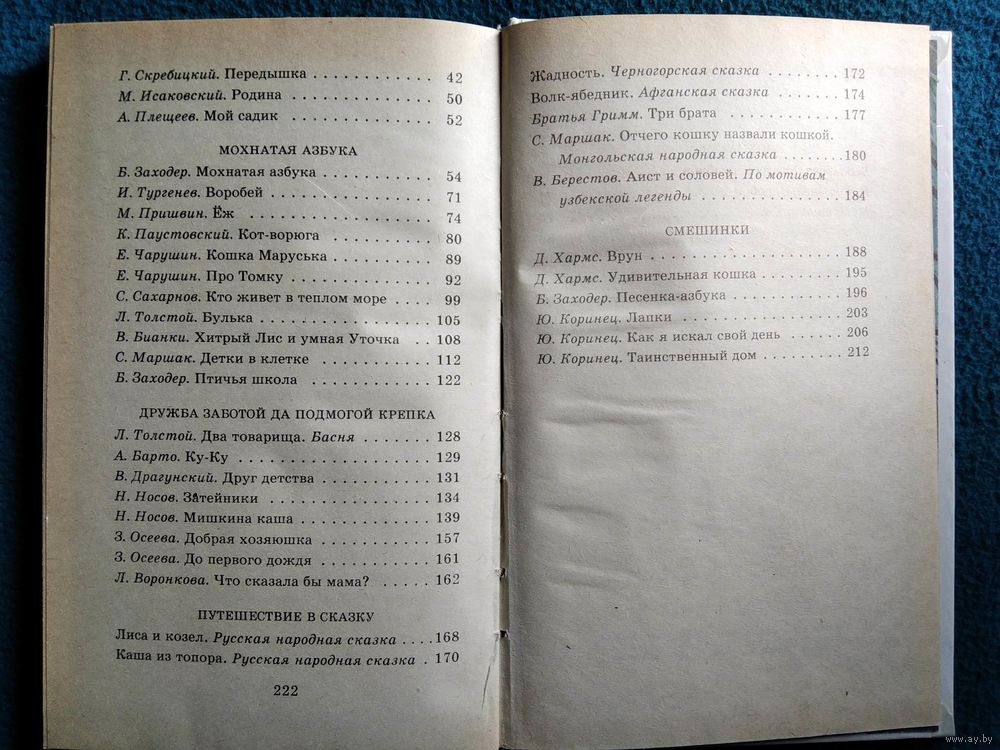 Г. Скребицкий. Передышка . . . . . . . . . . . . 42
М. Исаковский. Родина . . . . . . . . . . . . . . 50
А. Плещеев. Мой садик . . . . . . . . . . . . . . 52
МОХНАТАЯ АЗБУКА
Б. Заходер. Мохнатая азбука . . . . . . . . . . . 54
И. Тургенев. Воробей . . . . . . . . . . . . . . . 71
М. Пришвин. Ёж . . . . . . . . . . . . . . . . . 74
К. Паустовский. Кот-ворюга . . . . . . . . . . 80
Е. Чарушин. Кошка Маруська . . . . . . . . . . 89
Е. Чарушин. Про Томку . . . . . . . . . . . . . 92
С. Сахарнов. Кто живет в теплом море . . . . 99
Л. Толстой. Булька . . . . . . . . . . . . . . . 105
В. Бианки. Хитрый Лис и умная Уточка . . 108
С. Маршак. Детки в клетке . . . . . . . . . . 112
Б. Заходер. Птичья школа . . . . . . . . . . 122
ДРУЖБА ЗАБОТОЙ ДА ПОДМОГОЙ КРЕПКА
Л. Толстой. Два товарища. Басня . . . . . . . 128
А. Барто. Ку-Ку . . . . . . . . . . . . . . . . . 129
В. Драгунский. Друг детства . . . . . . . . . . 131
Н. Носов. Затейники . . . . . . . . . . . . . . 134
Н. Носов. Мишкина каша . . . . . . . . . . . 139
З. Осеева. Добрая хозяюшка . . . . . . . . . . 157
З. Осеева. До первого дождя . . . . . . . . . . 161
Л. Воронкова. Что сказала бы мама? . . . . . 162
ПУТЕШЕСТВИЕ В СКАЗКУ
Лиса и козел. Русская народная сказка . . . . 168
Каша из топора. Русская народная сказка . 170
222
Жадность. Черногорская сказка . . . . . . . . 172
Волк-ябедник. Афганская сказка . . . . . . . 174
Братья Гримм. Три брата . . . . . . . . . . . 177
С. Маршак. Отчего кошку назвали кошкой.
Монгольская народная сказка . . . . . . . . 180
В. Берестов. Аист и соловей. По мотивам
узбекской легенды . . . . . . . . . . . . . . 184
СМЕШИНКИ
Д. Хармс. Врун . . . . . . . . . . . . . . . . . 188
Д. Хармс. Удивительная кошка . . . . . . . . 195
Б. Заходер. Песенка-азбука . . . . . . . . . . . 196
Ю. Коринец. Лапки . . . . . . . . . . . . . . . 203
Ю. Коринец. Как я искал свой день . . . . . 206
Ю. Коринец. Таинственный дом . . . . . . . . 212
www.ay.by